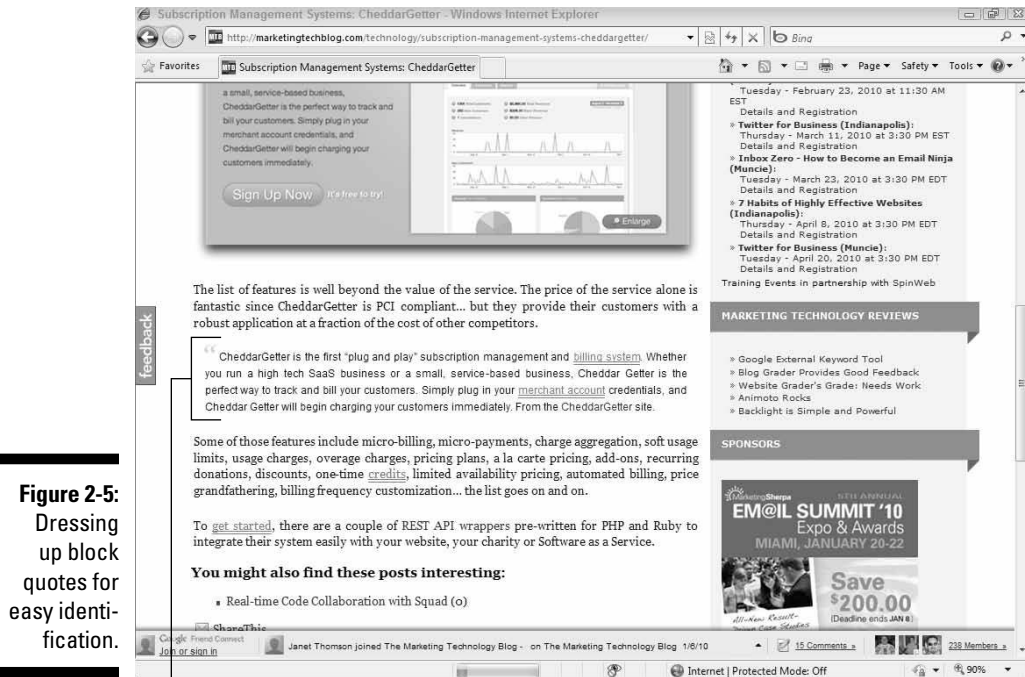 Subscription Management Systems: CheddarGetter - Windows Internet Explorer
http://marketingtechblog.com/technology/subscription-management-systems-cheddargetter/
Bing
Favorites
Subscription Management Systems: CheddarGetter
Page
Safety
Tools
a small, service-based business,
CheddarGetter is the perfect way to track and
bill your customers. Simply plug in your
merchant account credentials, and
CheddarGetter will begin charging your
customers immediately.
Sign Up Now
It's free to try!
Enlarge
Tuesday - February 23, 2010 at 11:30 AM
EST
Details and Registration
» Twitter for Business (Indianapolis):
Thursday - March 11, 2010 at 3:30 PM EST
Details and Registration
» Inbox Zero - How to Become an Email Ninja
(Muncie):
Tuesday - March 23, 2010 at 3:30 PM EDT
Details and Registration
» 7 Habits of Highly Effective Websites
(Indianapolis):
Thursday - April 8, 2010 at 3:30 PM EDT
Details and Registration
» Twitter for Business (Muncie):
Tuesday - April 20, 2010 at 3:30 PM EDT
Details and Registration
Training Events in partnership with SpinWeb
The list of features is well beyond the value of the service. The price of the service alone is
fantastic since CheddarGetter is PCI compliant... but they provide their customers with a
robust application at a fraction of the cost of other competitors.
feedback
“ CheddarGetter is the first "plug and play" subscription management and billing system. Whether
you run a high tech SaaS business or a small, service-based business, Cheddar Getter is the
perfect way to track and bill your customers. Simply plug in your merchant account credentials, and
Cheddar Getter will begin charging your customers immediately. From the CheddarGetter site.
Some of those features include micro-billing, micro-payments, charge aggregation, soft usage
limits, usage charges, overage charges, pricing plans, a la carte pricing, add-ons, recurring
donations, discounts, one-time credits, limited availability pricing, automated billing, price
grandfathering, billing frequency customization... the list goes on and on.
To get started, there are a couple of REST API wrappers pre-written for PHP and Ruby to
integrate their system easily with your website, your charity or Software as a Service.
You might also find these posts interesting:
Real-time Code Collaboration with Squad (0)
ShareThis
MARKETING TECHNOLOGY REVIEWS
» Google External Keyword Tool
» Blog Grader Provides Good Feedback
» Website Grader's Grade: Needs Work
» Animoto Rocks
» Backlight is Simple and Powerful
SPONSORS
MarketingSherpa
5TH ANNUAL
EM@IL SUMMIT '10
Expo & Awards
MIAMI, JANUARY 20-22
Save
$200.00
(Deadline ends JAN 8)
All-New Result-
Driven Case Studies
Google Friend Connect
Join or sign in
Janet Thomson joined The Marketing Technology Blog - on The Marketing Technology Blog 1/6/10
15 Comments »
238 Members »
Internet | Protected Mode: Off
90%
Figure 2-5:
Dressing
up block
quotes for
easy identi-
fication.